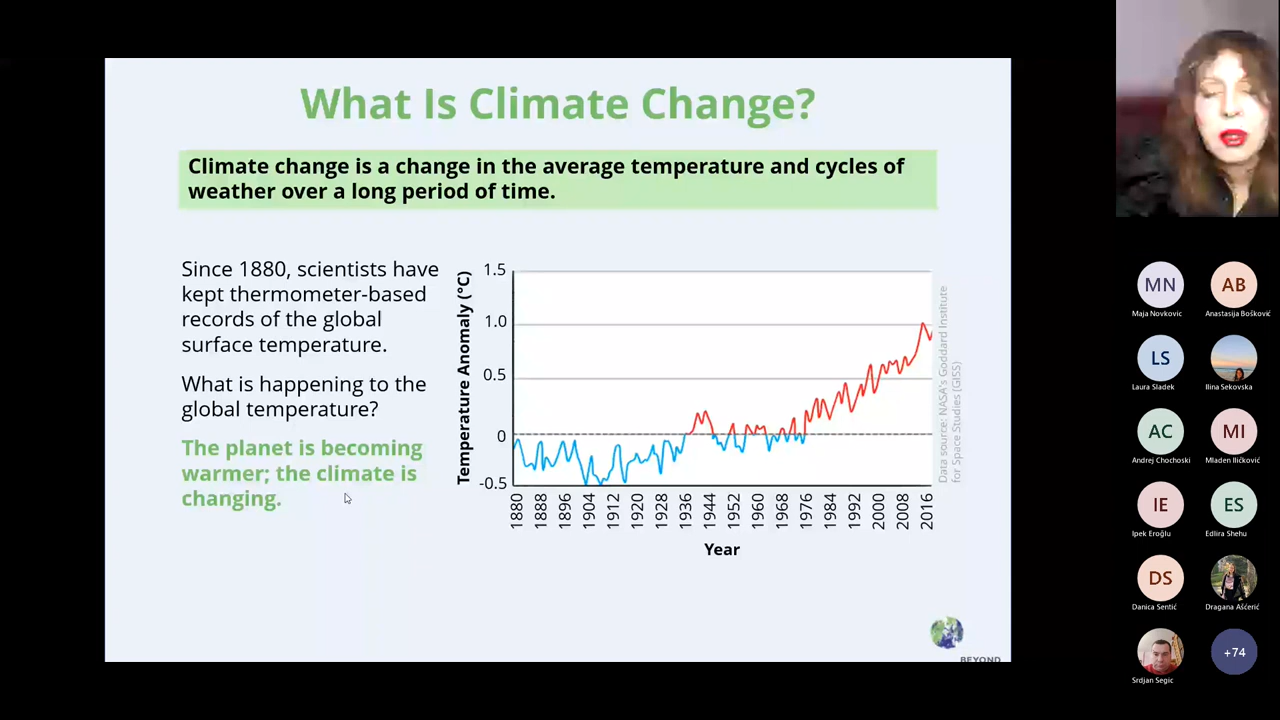 What Is Climate Change?
Climate change is a change in the average temperature and cycles of
weather over a long period of time.
Since 1880, scientists have
kept thermometer-based
records of the global
surface temperature.
What is happening to the
global temperature?
The planet is becoming
warmer; the climate is
changing.
Temperature Anomaly (°C)
1.5
1.0
0.5
0
-0.5
1880 1888 1896 1904 1912 1920 1928 1936 1944 1952 1960 1968 1976 1984 1992 2000 2008 2016
Year
Data source: NASA's Goddard Institute
for Space Studies (GISS)
BEYOND
MN AB
Maja Novkovic Anastasija Bošković
LS
Laura Sladek Ilina Sekovska
AC MI
Andrej Chochoski Mladen Iličković
IE ES
Ipek Eroğlu Edlira Shehu
DS
Danica Sentić Dragana Aščerić
+74
Srdjan Segic